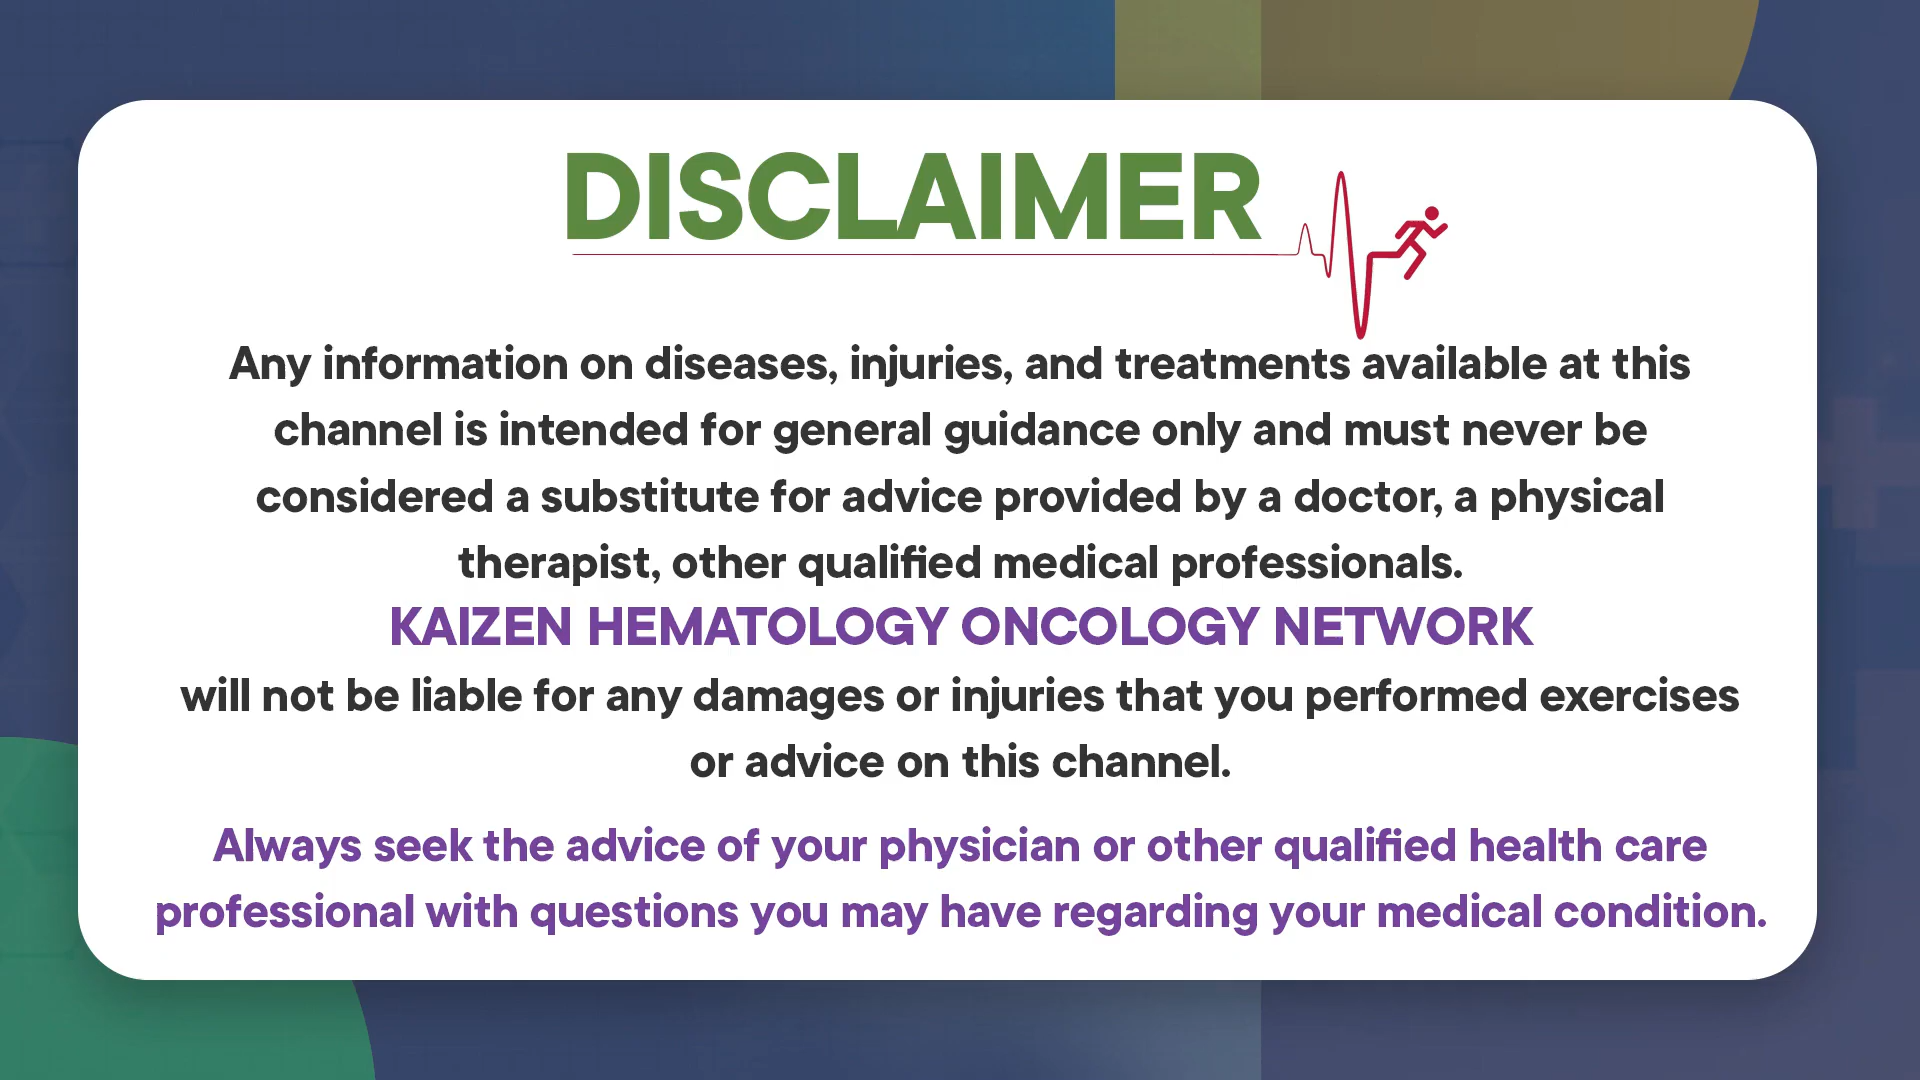 DISCLAIMER
Any information on diseases, injuries, and treatments available at this
channel is intended for general guidance only and must never be
considered a substitute for advice provided by a doctor, a physical
therapist, other qualified medical professionals.
KAIZEN HEMATOLOGY ONCOLOGY NETWORK
will not be liable for any damages or injuries that you performed exercises
or advice on this channel.
Always seek the advice of your physician or other qualified health care
professional with questions you may have regarding your medical condition.